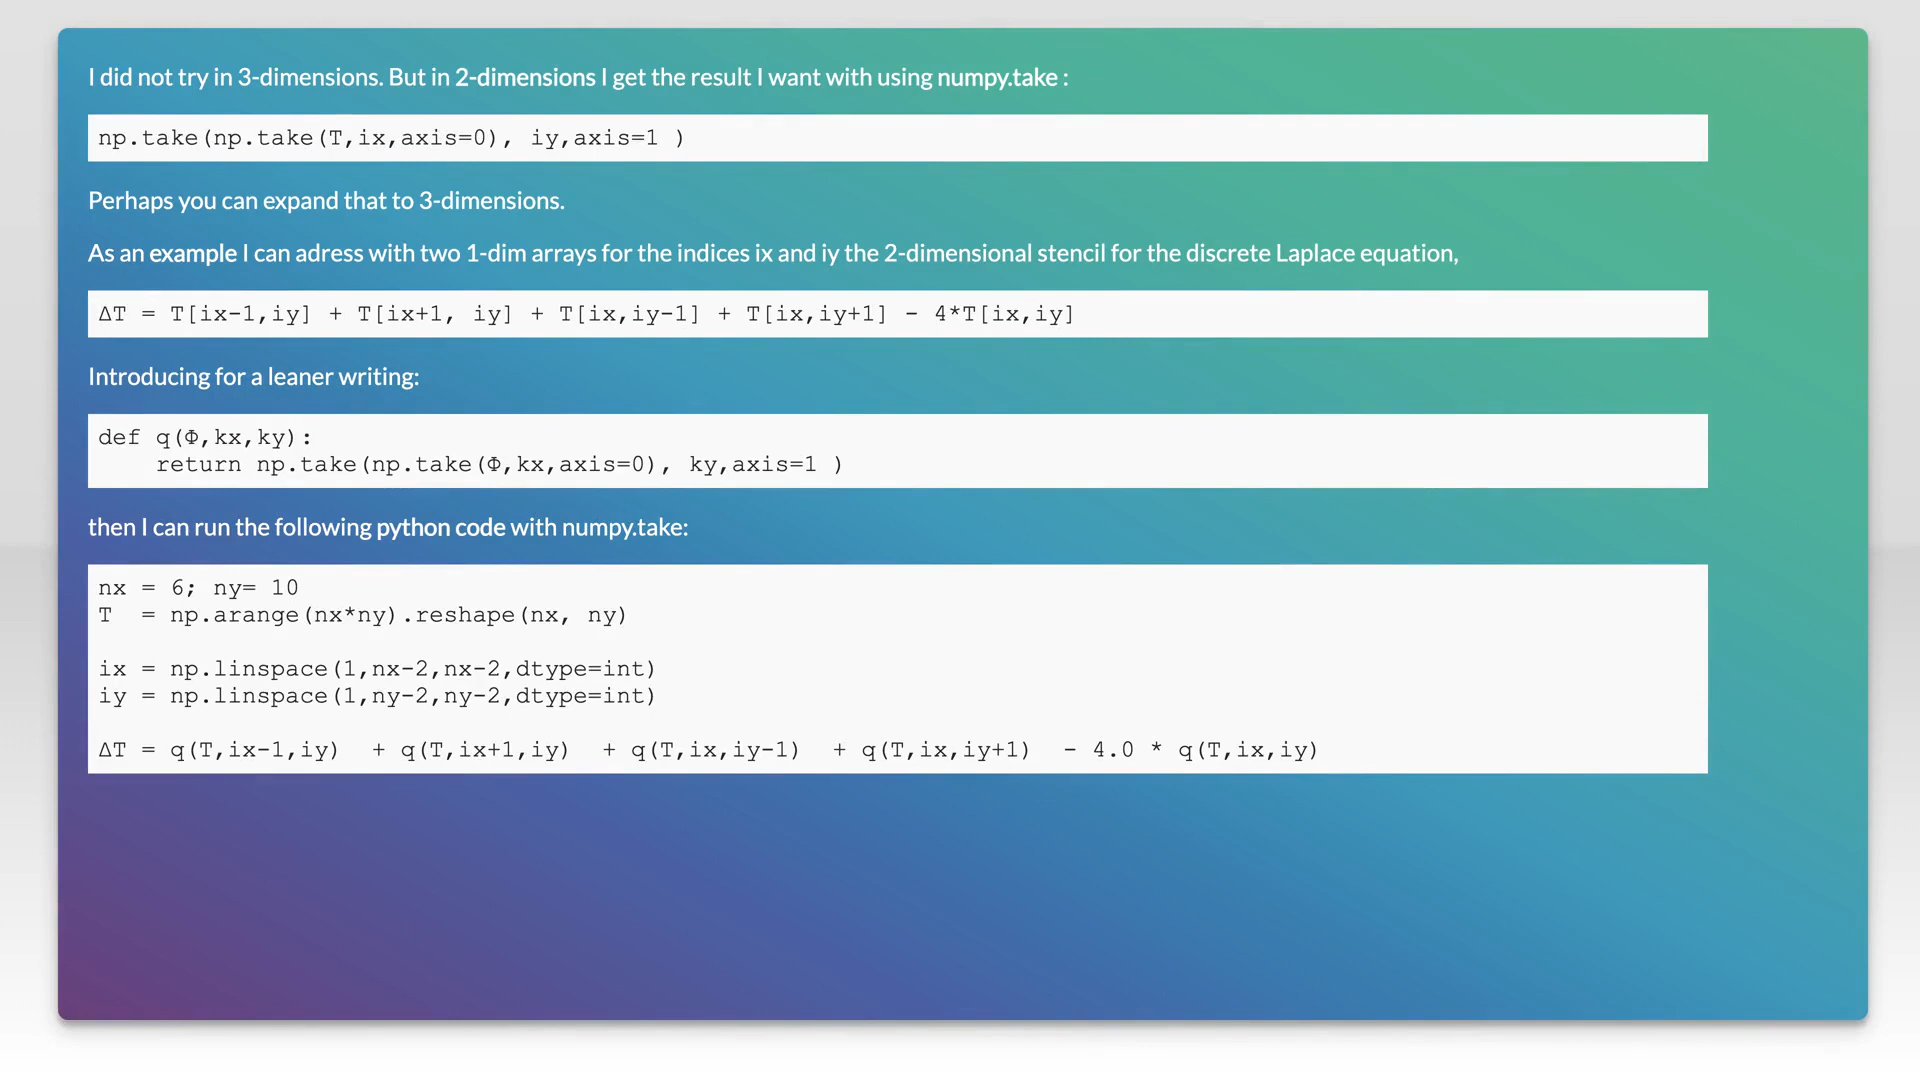 I did not try in 3-dimensions. But in 2-dimensions I get the result I want with using numpy.take :
np.take(np.take(T,ix,axis=0), iy,axis=1 )
Perhaps you can expand that to 3-dimensions.
As an example I can adress with two 1-dim arrays for the indices ix and iy the 2-dimensional stencil for the discrete Laplace equation,
ΔT = T[ix-1,iy] + T[ix+1, iy] + T[ix,iy-1] + T[ix,iy+1] - 4*T[ix,iy]
Introducing for a leaner writing:
def q(Φ,kx,ky):
    return np.take(np.take(Φ,kx,axis=0), ky,axis=1 )
then I can run the following python code with numpy.take:
nx = 6; ny= 10
T  = np.arange(nx*ny).reshape(nx, ny)
ix = np.linspace(1,nx-2,nx-2,dtype=int)
iy = np.linspace(1,ny-2,ny-2,dtype=int)
ΔT = q(T,ix-1,iy)  + q(T,ix+1,iy)  + q(T,ix,iy-1)  + q(T,ix,iy+1)  - 4.0 * q(T,ix,iy)